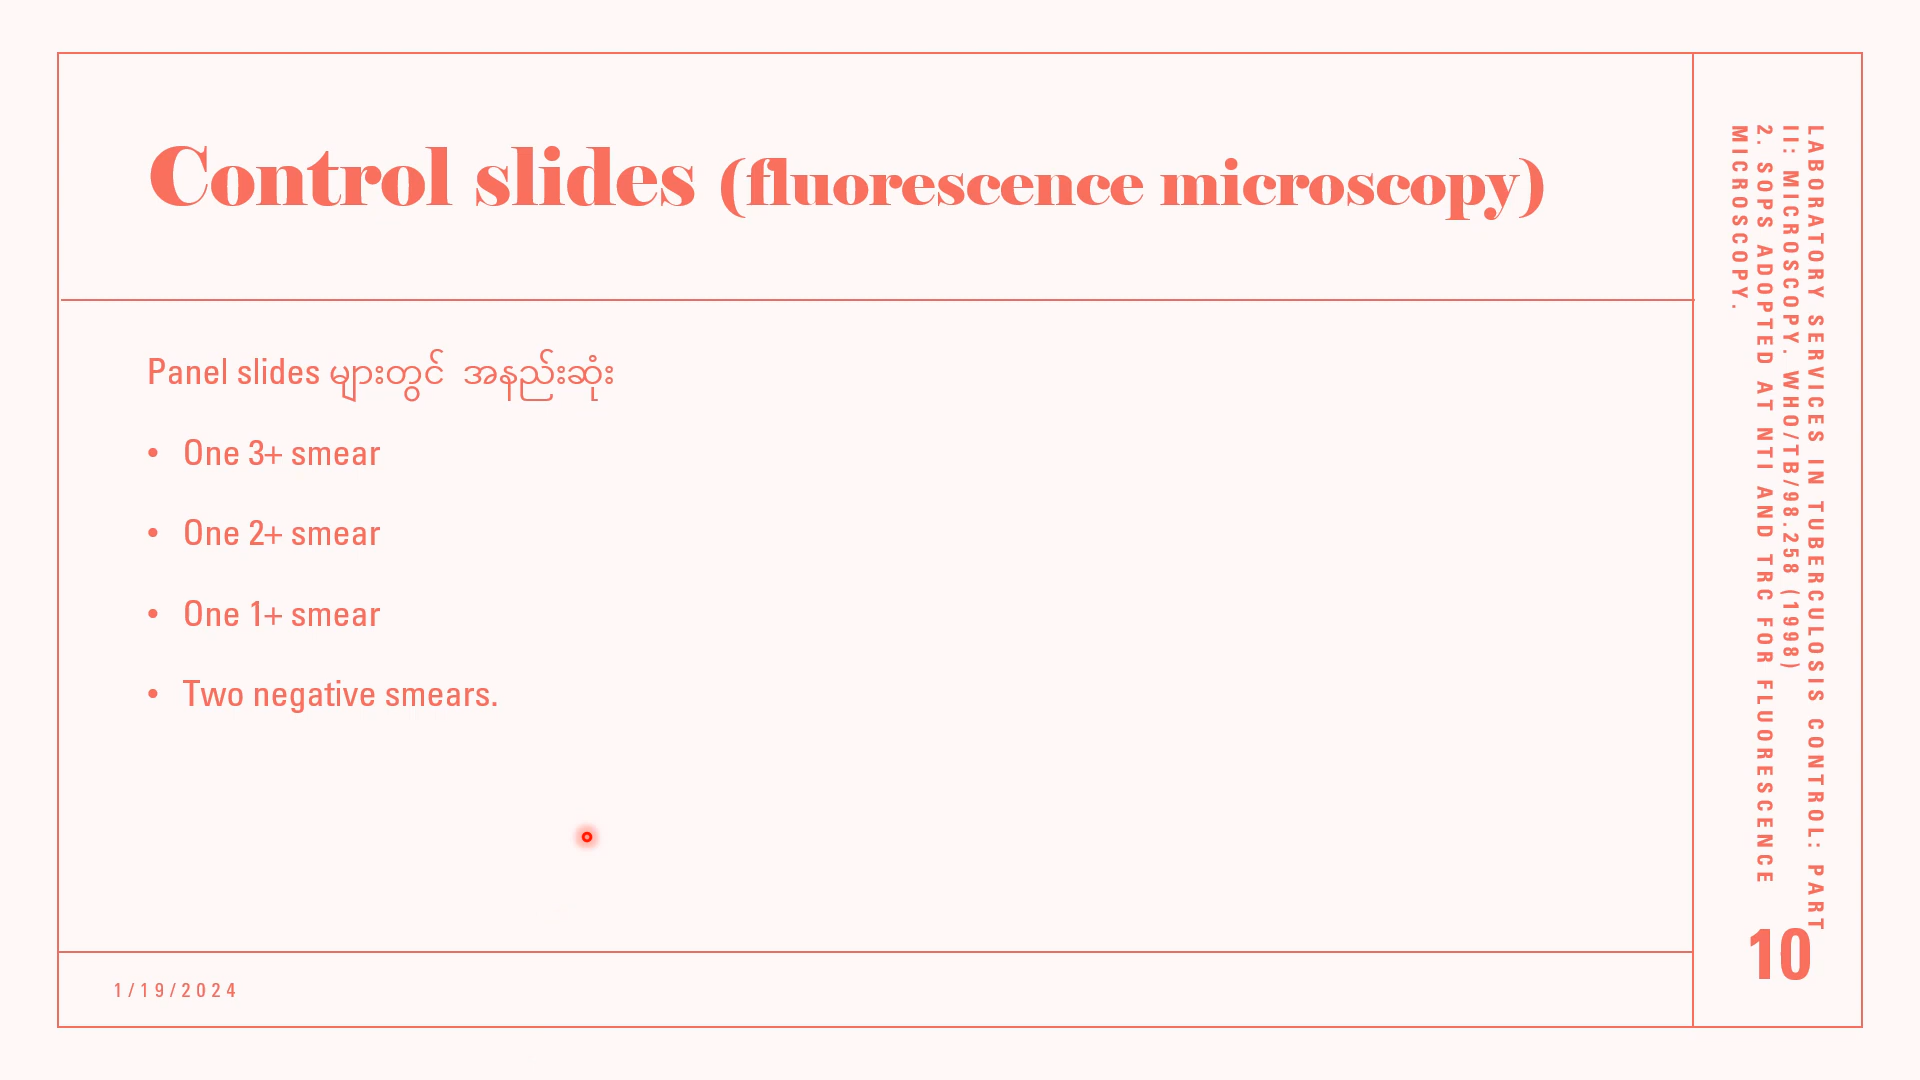 Control slides (fluorescence microscopy)
Panel slides များတွင် အနည်းဆုံး
• One 3+ smear
• One 2+ smear
• One 1+ smear
• Two negative smears.
1/19/2024
LABORATORY SERVICES IN TUBERCULOSIS CONTROL: PART
II: MICROSCOPY. WHO/TB/98.258 (1998)
2. SOPS ADOPTED AT NTI AND TRC FOR FLUORESCENCE
MICROSCOPY.
10